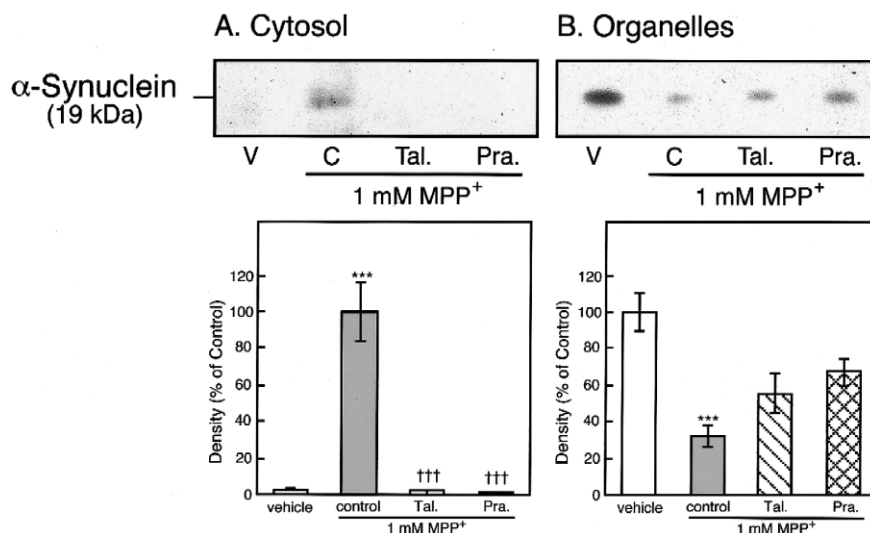 A. Cytosol
B. Organelles
α-Synuclein
(19 kDa)
V C Tal. Pra.
1 mM MPP+
V C Tal. Pra.
1 mM MPP+
Density (% of Control)
120
100
80
60
40
20
0
***
†††
†††
vehicle control Tal. Pra.
1 mM MPP+
Density (% of Control)
120
100
80
60
40
20
0
***
vehicle control Tal. Pra.
1 mM MPP+